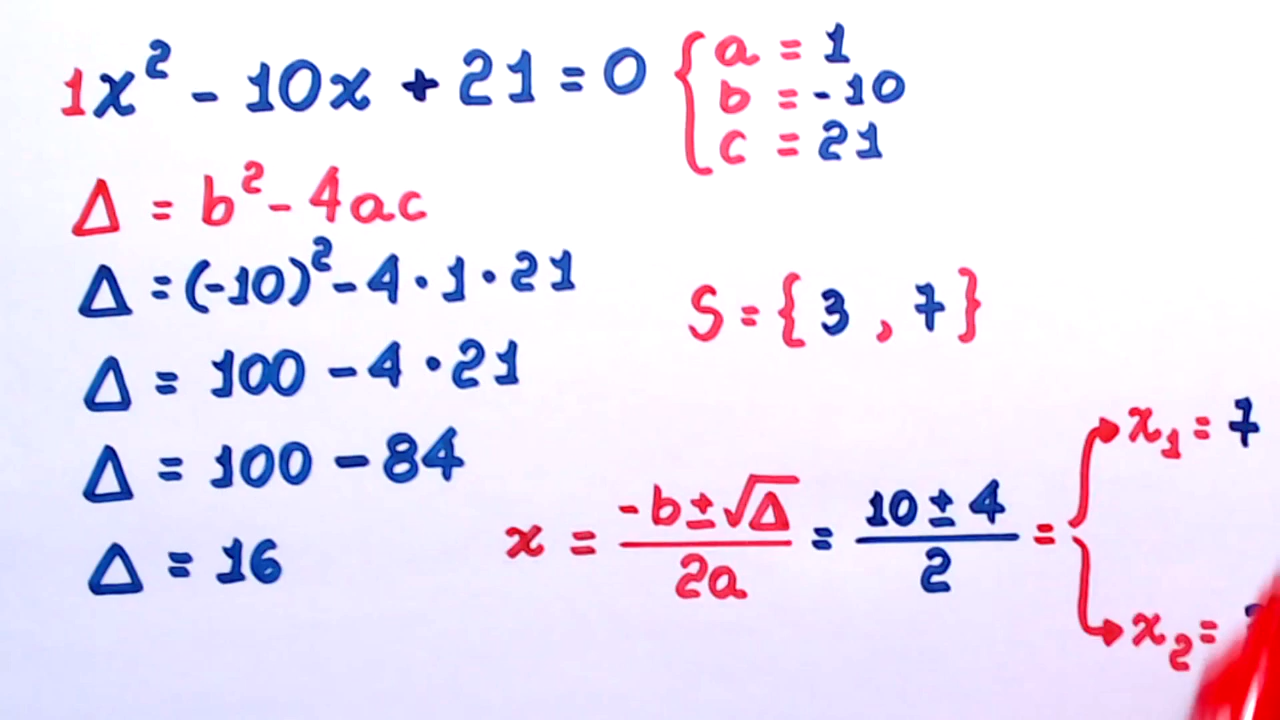 1x² - 10x + 21 = 0 { a = 1
b = -10
c = 21
Δ = b² - 4ac
Δ = (-10)² - 4 · 1 · 21
Δ = 100 - 4 · 21
Δ = 100 - 84
Δ = 16
S = { 3 , 7 }
x = (-b ± √Δ)/2a = (10 ± 4)/2 =
x₁ = 7
x₂ =